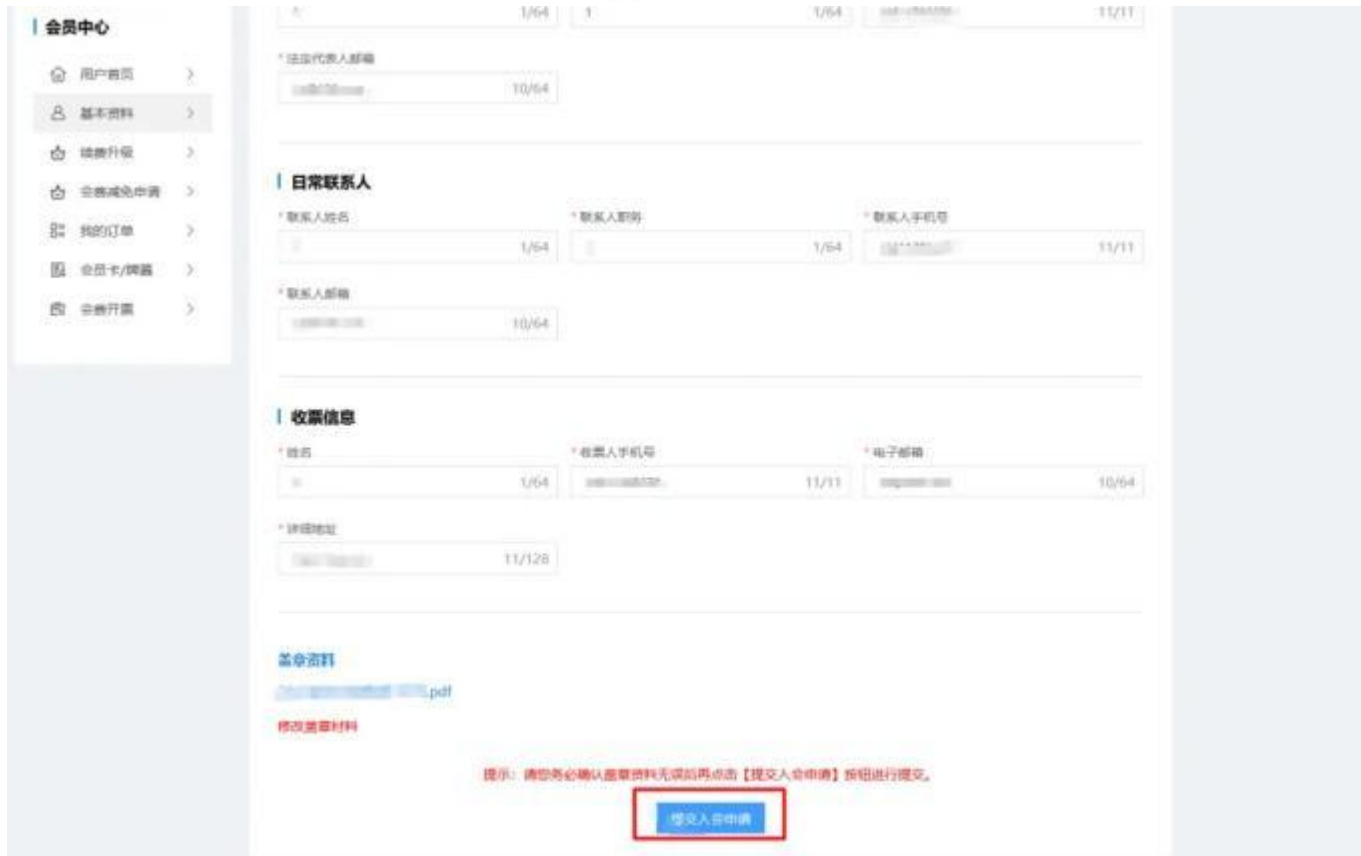 会员中心
用户首页
基本资料
续费升级
会费减免申请
我的订单
会员卡/牌匾
会费开票
1/64 1 1/64 11/11
* 法定代表人邮箱
10/64
日常联系人
* 联系人姓名 * 联系人职务 * 联系人手机号
1/64 1/64 11/11
* 联系人邮箱
10/64
收票信息
* 姓名 * 收票人手机号 * 电子邮箱
1/64 11/11 10/64
* 详细地址
11/128
盖章资料
.pdf
修改盖章材料
提示：请您务必确认盖章资料无误后再点击【提交入会申请】按钮进行提交。
提交入会申请